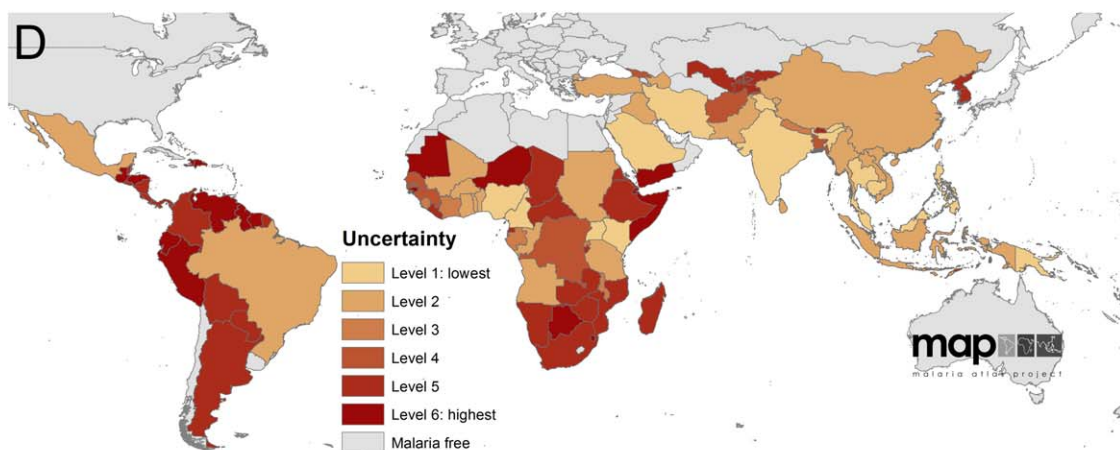 D
Uncertainty
Level 1: lowest
Level 2
Level 3
Level 4
Level 5
Level 6: highest
Malaria free
map
malaria atlas project